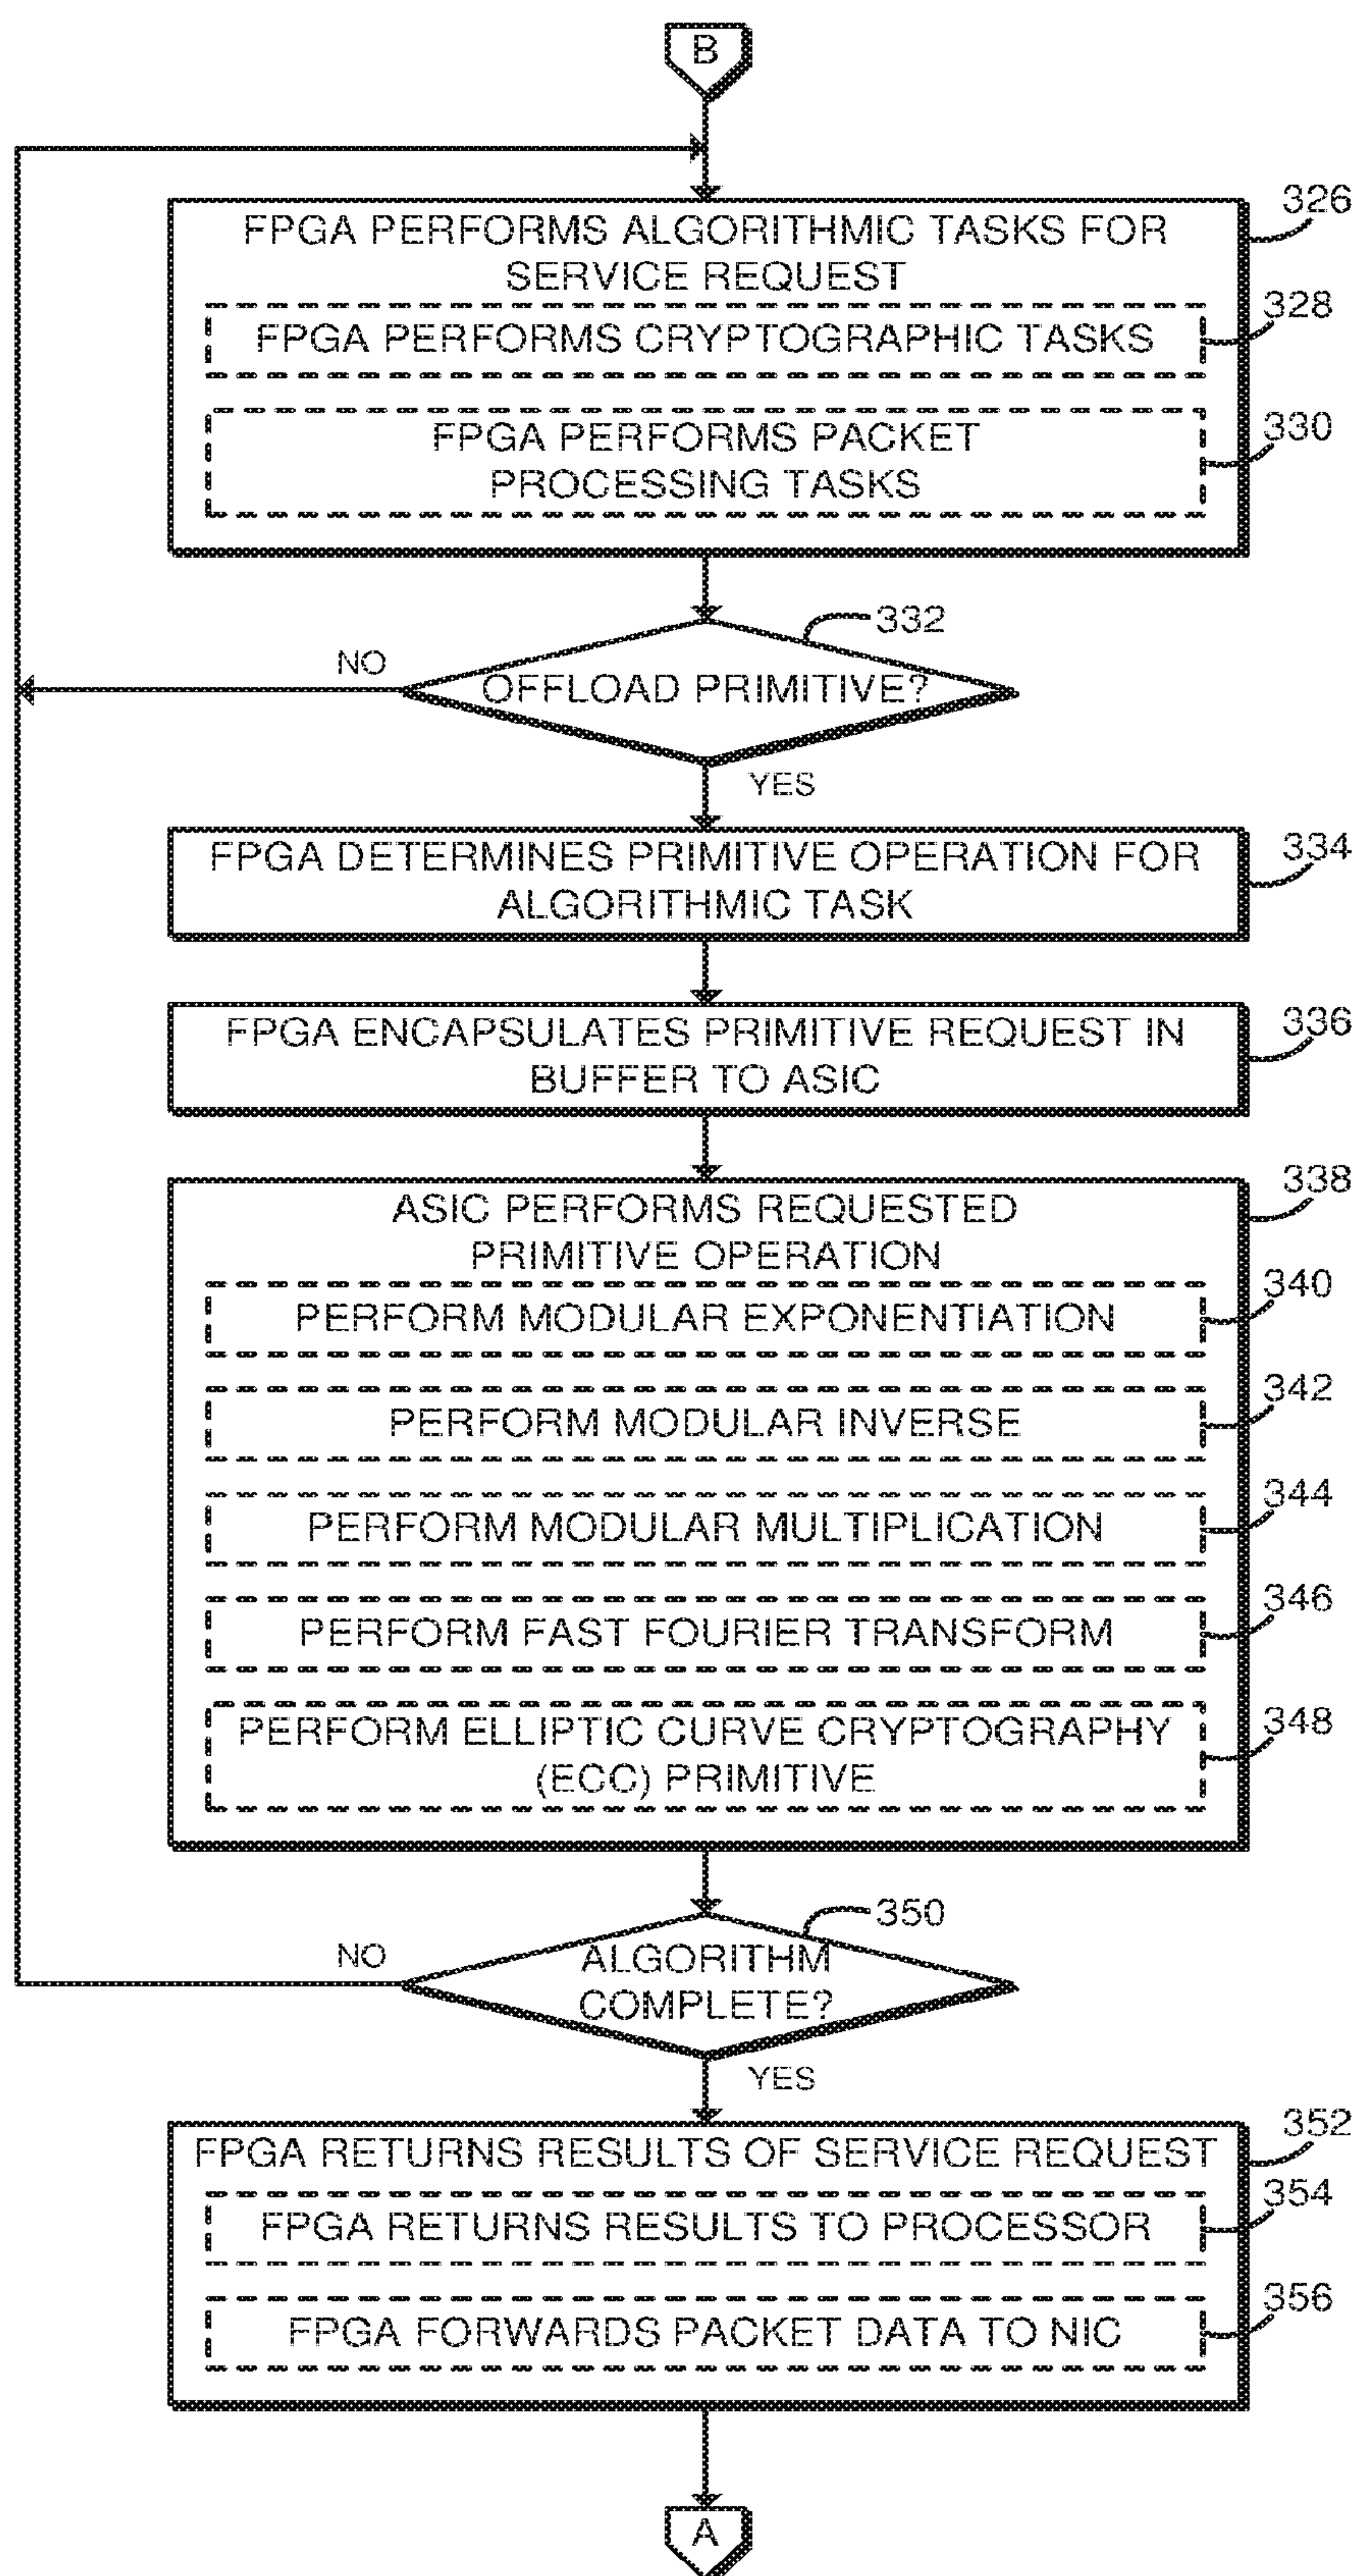 B
FPGA PERFORMS ALGORITHMIC TASKS FOR
SERVICE REQUEST
326
FPGA PERFORMS CRYPTOGRAPHIC TASKS
328
FPGA PERFORMS PACKET
PROCESSING TASKS
330
332
NO
OFFLOAD PRIMITIVE?
YES
FPGA DETERMINES PRIMITIVE OPERATION FOR
ALGORITHMIC TASK
334
FPGA ENCAPSULATES PRIMITIVE REQUEST IN
BUFFER TO ASIC
336
ASIC PERFORMS REQUESTED
PRIMITIVE OPERATION
338
PERFORM MODULAR EXPONENTIATION
340
PERFORM MODULAR INVERSE
342
PERFORM MODULAR MULTIPLICATION
344
PERFORM FAST FOURIER TRANSFORM
346
PERFORM ELLIPTIC CURVE CRYPTOGRAPHY
(ECC) PRIMITIVE
348
350
NO
ALGORITHM
COMPLETE?
YES
FPGA RETURNS RESULTS OF SERVICE REQUEST
352
FPGA RETURNS RESULTS TO PROCESSOR
354
FPGA FORWARDS PACKET DATA TO NIC
356
A